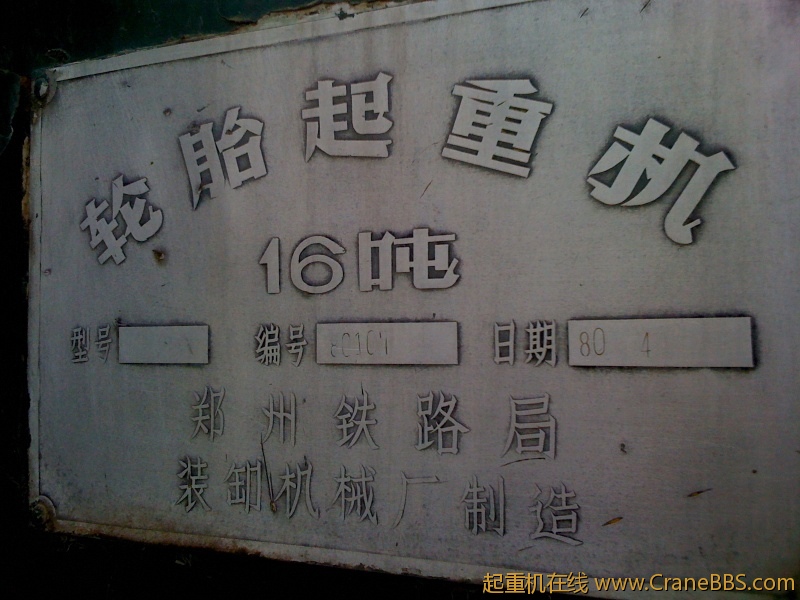 轮胎起重机
16吨
型号 编号 日期 80 4
郑州铁路局
装卸机械厂制造
起重机在线 www.CraneBBS.com